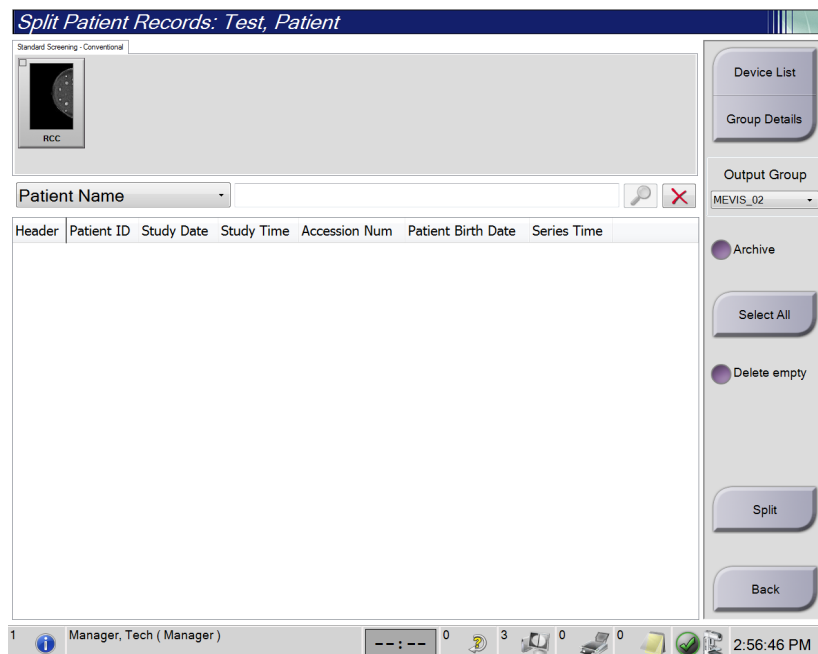 Split Patient Records: Test, Patient
Standard Screening - Conventional
RCC
Device List
Group Details
Output Group
MEVIS_02
Patient Name
Header Patient ID Study Date Study Time Accession Num Patient Birth Date Series Time
Archive
Select All
Delete empty
Split
Back
1 Manager, Tech ( Manager ) --:-- 0 3 0 0 2:56:46 PM